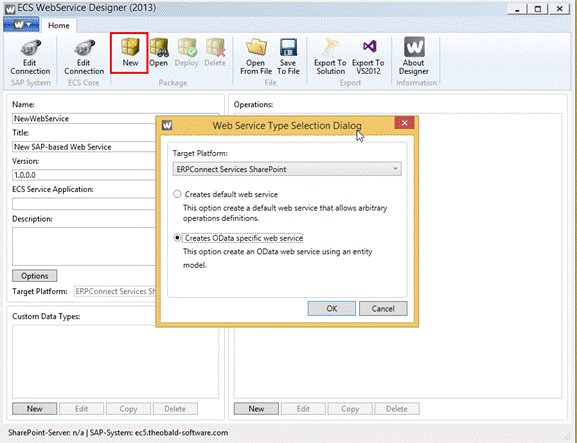 ECS WebService Designer (2013)
Home
Edit Connection
Edit Connection
New
Open
Deploy
Delete
Open From File
Save To File
Export To Solution
Export To VS2012
About Designer
SAP System
ECS Core
Package
File
Export
Information
Name:
NewWebService
Title:
New SAP-based Web Service
Version:
1.0.0.0
ECS Service Application:
Description:
Options
Target Platform: ERPConnect Services Sh
Custom Data Types:
New Edit Copy Delete
Operations:
New Edit Copy Delete
Web Service Type Selection Dialog
Target Platform:
ERPConnect Services SharePoint
Creates default web service
This option create a default web service that allows arbitrary
operations definitions.
Creates OData specific web service
This option create an OData web service using an entity
model.
OK Cancel
SharePoint-Server: n/a | SAP-System: ec5.theobald-software.com